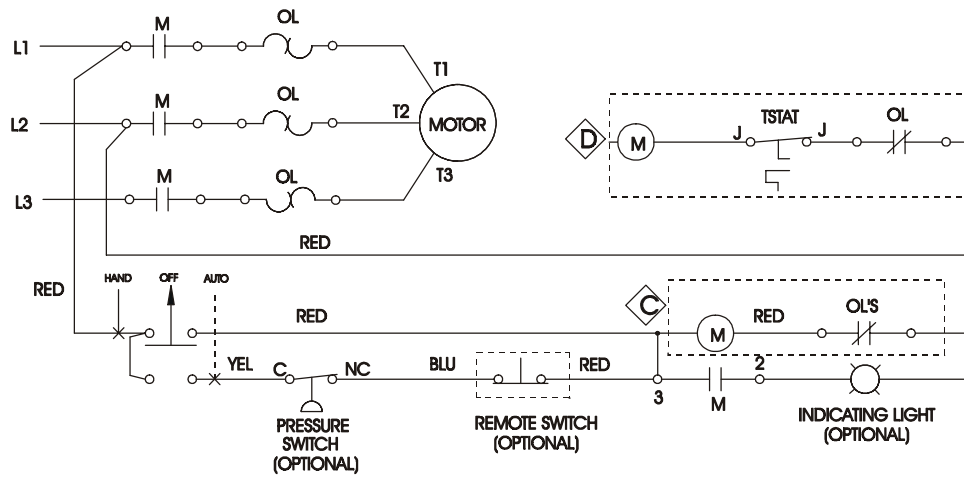 L1
M
OL
T1
L2
M
OL
T2
MOTOR
L3
M
OL
T3
D
M
J
TSTAT
J
OL
RED
RED
HAND
OFF
AUTO
RED
C
M
RED
OL'S
YEL
C
NC
BLU
RED
3
M
2
PRESSURE
SWITCH
(OPTIONAL)
REMOTE SWITCH
(OPTIONAL)
INDICATING LIGHT
(OPTIONAL)